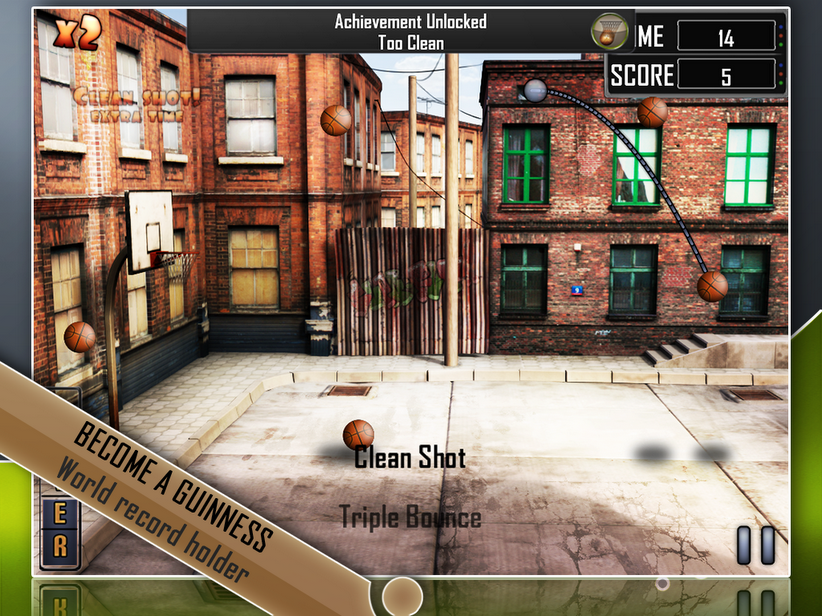 Achievement Unlocked
Too Clean
x2
ME
14
SCORE
5
CLEAN SHOT!
EXTRA TIME
9
Clean Shot
Triple Bounce
BECOME A GUINNESS
World record holder
E
R